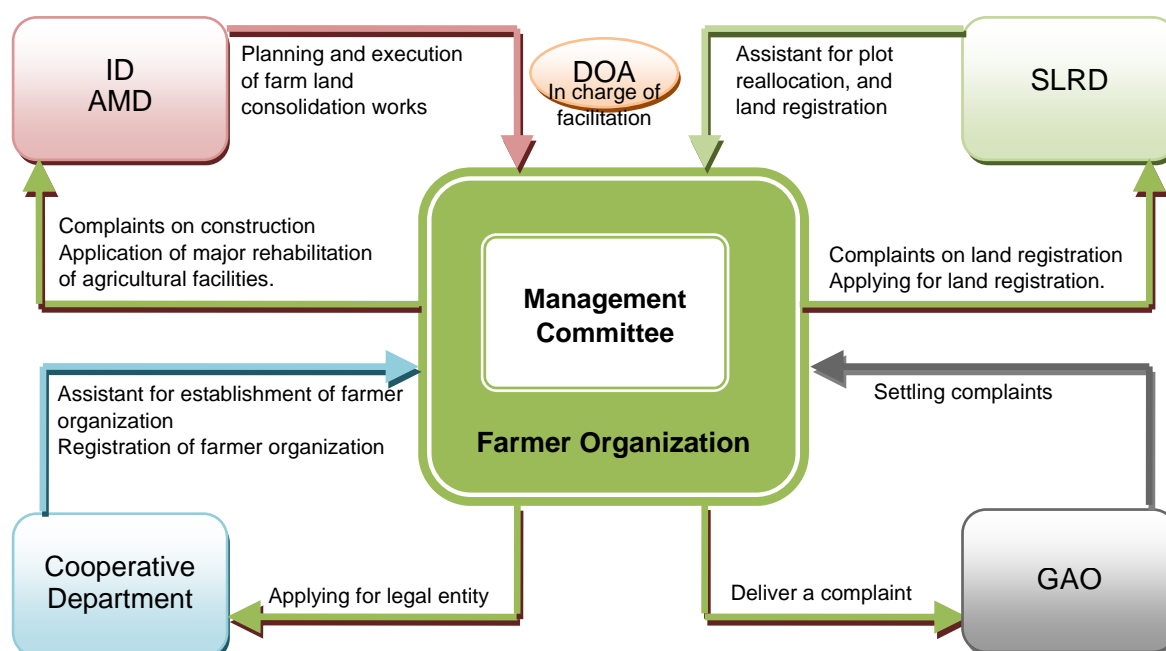 ID
AMD
Planning and execution
of farm land
consolidation works
DOA
In charge of
facilitation
Assistant for plot
reallocation, and
land registration
SLRD
Complaints on construction
Application of major rehabilitation
of agricultural facilities.
Management
Committee
Farmer Organization
Complaints on land registration
Applying for land registration.
Assistant for establishment of farmer
organization
Registration of farmer organization
Settling complaints
Cooperative
Department
Applying for legal entity
Deliver a complaint
GAO